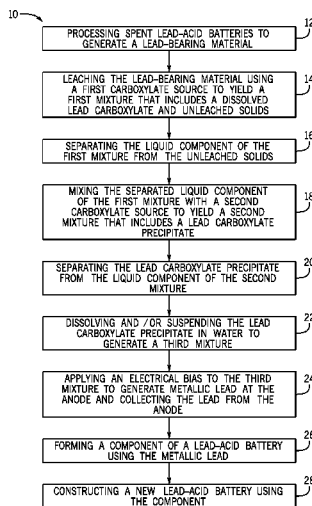 10
PROCESSING SPENT LEAD-ACID BATTERIES TO
GENERATE A LEAD-BEARING MATERIAL
12
LEACHING THE LEAD-BEARING MATERIAL USING
A FIRST CARBOXYLATE SOURCE TO YIELD A
FIRST MIXTURE THAT INCLUDES A DISSOLVED
LEAD CARBOXYLATE AND UNLEACHED SOLIDS
14
SEPARATING THE LIQUID COMPONENT OF THE
FIRST MIXTURE FROM THE UNLEACHED SOLIDS
16
MIXING THE SEPARATED LIQUID COMPONENT
OF THE FIRST MIXTURE WITH A SECOND
CARBOXYLATE SOURCE TO YIELD A SECOND
MIXTURE THAT INCLUDES A LEAD CARBOXYLATE
PRECIPITATE
18
SEPARATING THE LEAD CARBOXYLATE PRECIPITATE
FROM THE LIQUID COMPONENT OF THE SECOND
MIXTURE
20
DISSOLVING AND /OR SUSPENDING THE LEAD
CARBOXYLATE PRECIPITATE IN WATER TO
GENERATE A THIRD MIXTURE
22
APPLYING AN ELECTRICAL BIAS TO THE THIRD
MIXTURE TO GENERATE METALLIC LEAD AT THE
ANODE AND COLLECTING THE LEAD FROM THE
ANODE
24
FORMING A COMPONENT OF A LEAD-ACID BATTERY
USING THE METALLIC LEAD
26
CONSTRUCTING A NEW LEAD-ACID BATTERY USING
THE COMPONENT
28